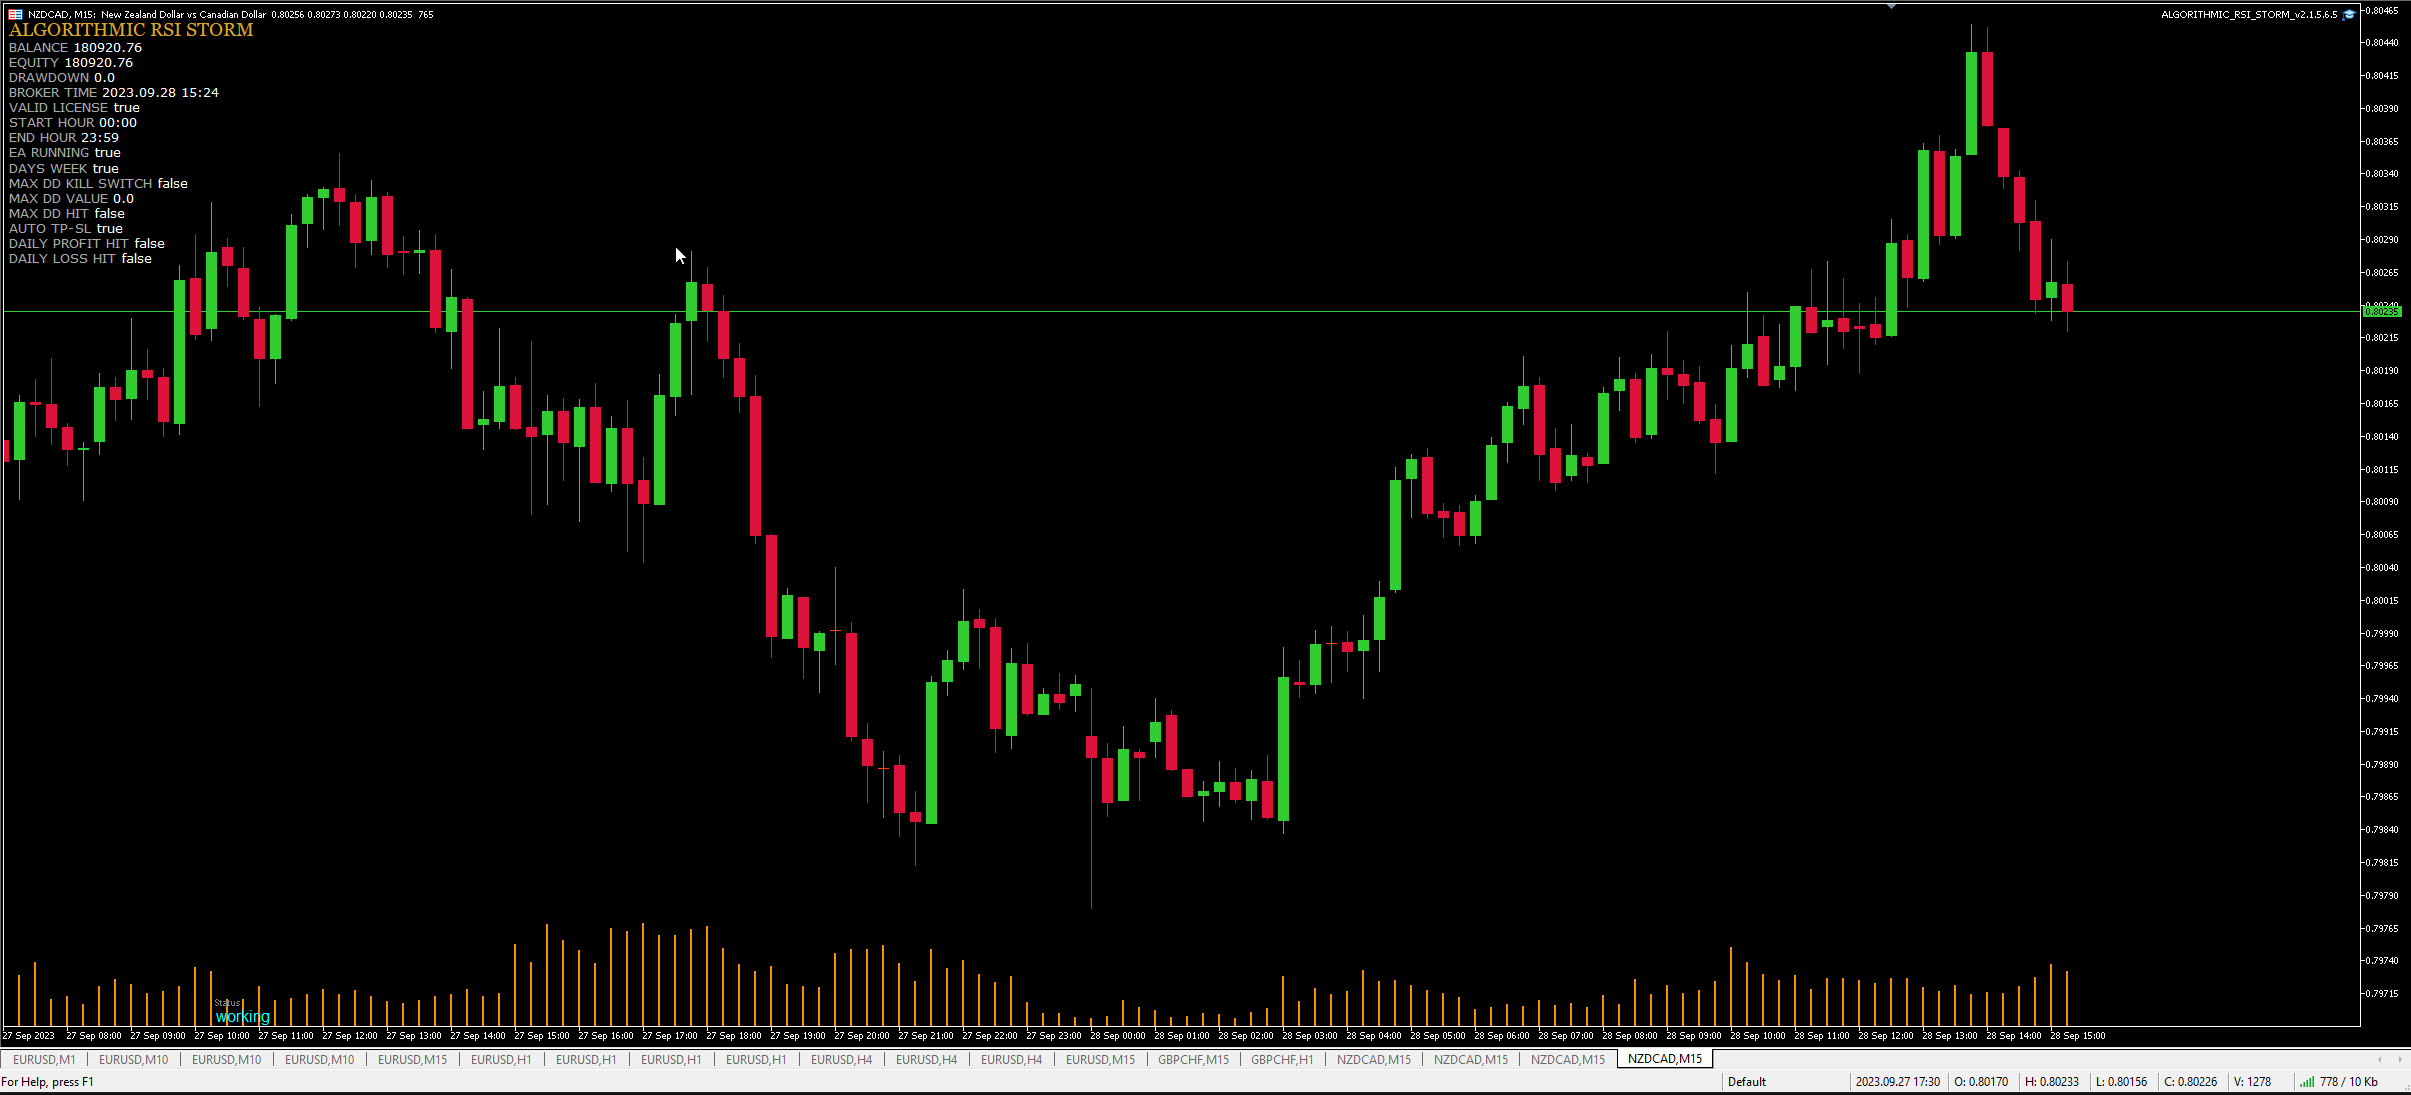 NZDCAD, M15: New Zealand Dollar vs Canadian Dollar 0.80256 0.80273 0.80220 0.80235 765
ALGORITHMIC_RSI_STORM_v2.1.5.6.5
ALGORITHMIC RSI STORM
BALANCE 180920.76
EQUITY 180920.76
DRAWDOWN 0.0
BROKER TIME 2023.09.28 15:24
VALID LICENSE true
START HOUR 00:00
END HOUR 23:59
EA RUNNING true
DAYS WEEK true
MAX DD KILL SWITCH false
MAX DD VALUE 0.0
MAX DD HIT false
AUTO TP-SL true
DAILY PROFIT HIT false
DAILY LOSS HIT false
0.80465
0.80440
0.80415
0.80390
0.80365
0.80340
0.80315
0.80290
0.80265
0.80240
0.80235
0.80215
0.80190
0.80165
0.80140
0.80115
0.80090
0.80065
0.80040
0.80015
0.79990
0.79965
0.79940
0.79915
0.79890
0.79865
0.79840
0.79815
0.79790
0.79765
0.79740
0.79715
Status
working
27 Sep 2023 27 Sep 08:00 27 Sep 09:00 27 Sep 10:00 27 Sep 11:00 27 Sep 12:00 27 Sep 13:00 27 Sep 14:00 27 Sep 15:00 27 Sep 16:00 27 Sep 17:00 27 Sep 18:00 27 Sep 19:00 27 Sep 20:00 27 Sep 21:00 27 Sep 22:00 27 Sep 23:00 28 Sep 00:00 28 Sep 01:00 28 Sep 02:00 28 Sep 03:00 28 Sep 04:00 28 Sep 05:00 28 Sep 06:00 28 Sep 07:00 28 Sep 08:00 28 Sep 09:00 28 Sep 10:00 28 Sep 11:00 28 Sep 12:00 28 Sep 13:00 28 Sep 14:00 28 Sep 15:00
EURUSD,M1 EURUSD,M10 EURUSD,M10 EURUSD,M10 EURUSD,M15 EURUSD,H1 EURUSD,H1 EURUSD,H1 EURUSD,H1 EURUSD,H4 EURUSD,H4 EURUSD,H4 EURUSD,M15 GBPCHF,M15 GBPCHF,H1 NZDCAD,M15 NZDCAD,M15 NZDCAD,M15 NZDCAD,M15
For Help, press F1 Default 2023.09.27 17:30 O: 0.80170 H: 0.80233 L: 0.80156 C: 0.80226 V: 1278 778 / 10 Kb